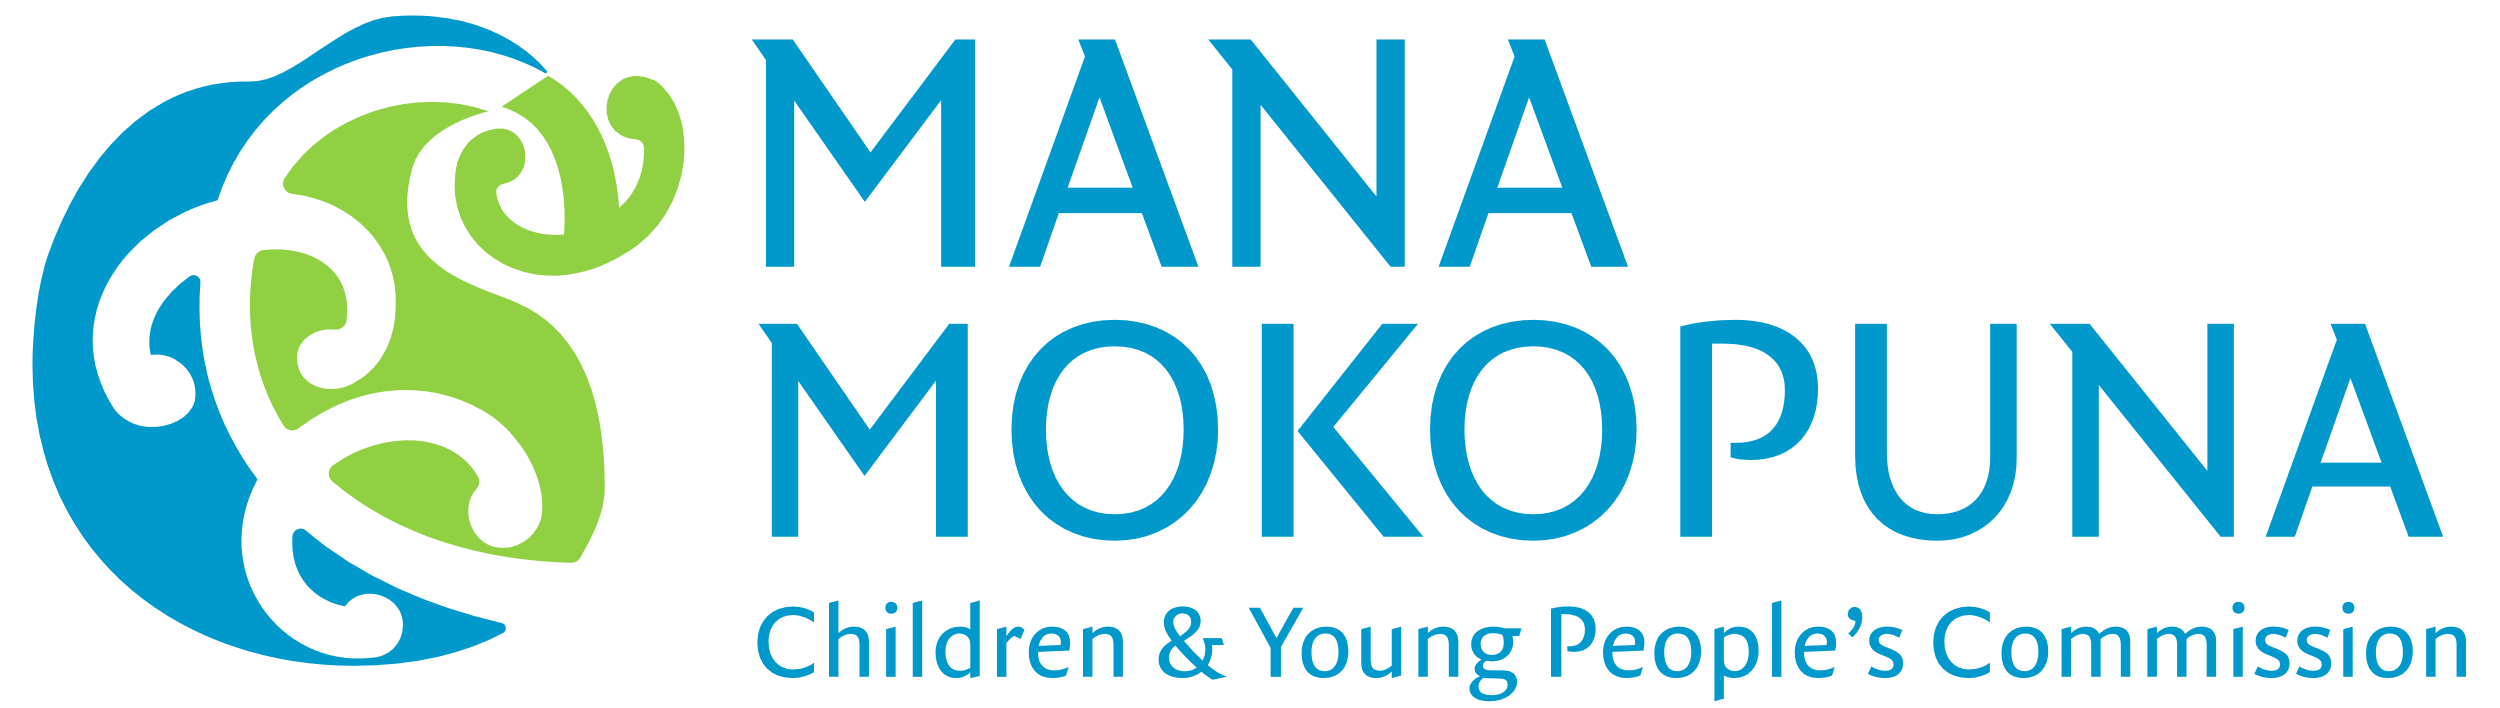 MANA
MOKOPUNA
Children & Young People’s Commission